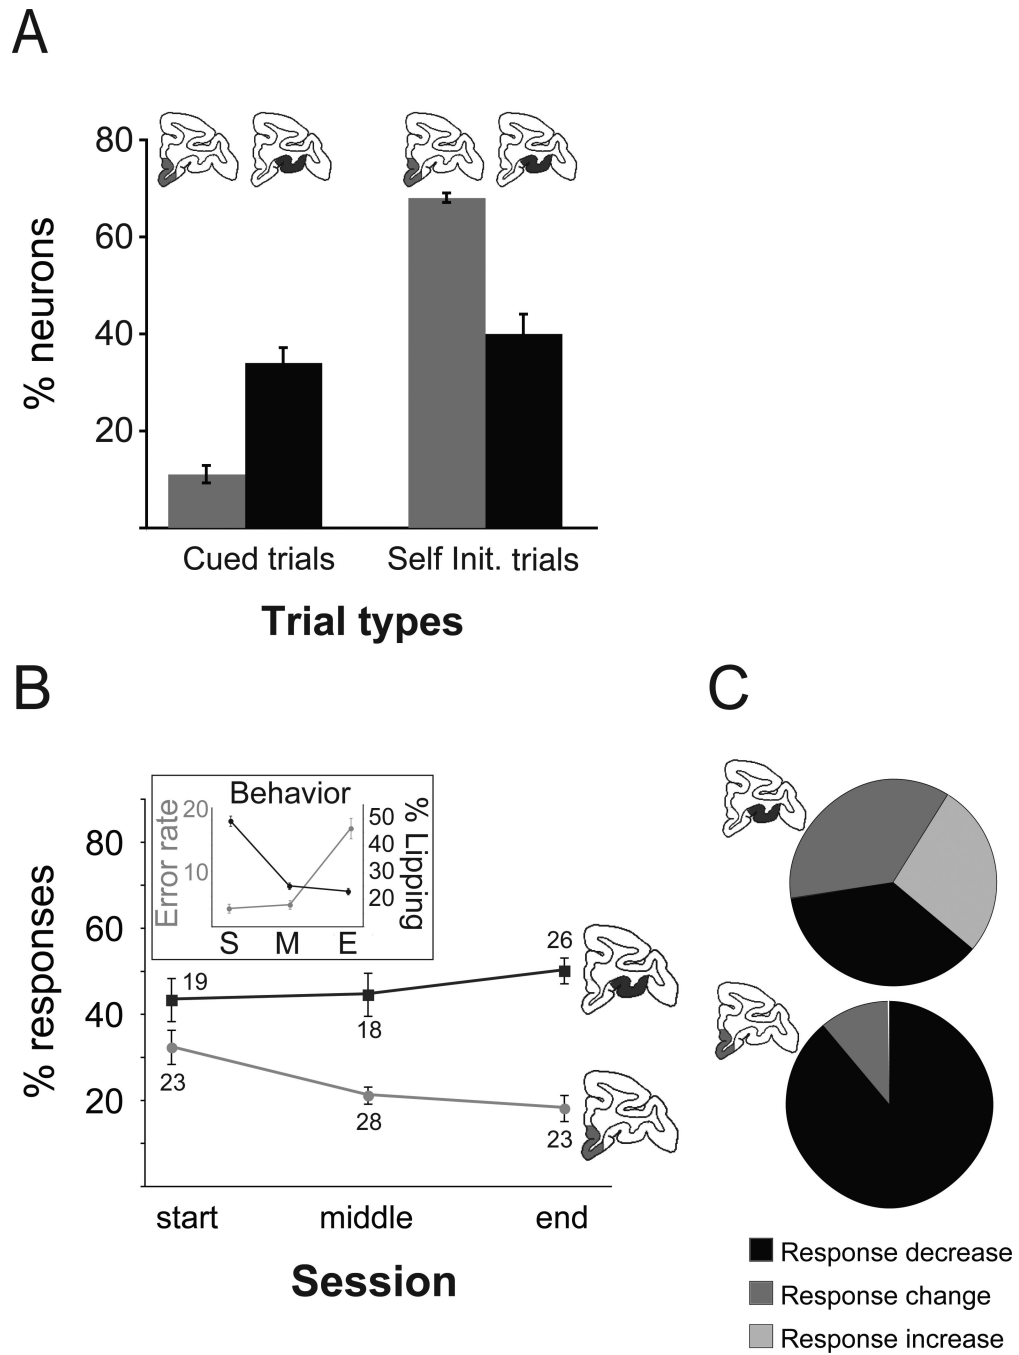 A
80
60
40
20
% neurons
Cued trials
Self Init. trials
Trial types
B
80
60
40
20
% responses
Behavior
Error rate
20
10
50
40
30
20
% Lipping
S
M
E
19
18
26
23
28
23
start
middle
end
Session
C
Response decrease
Response change
Response increase